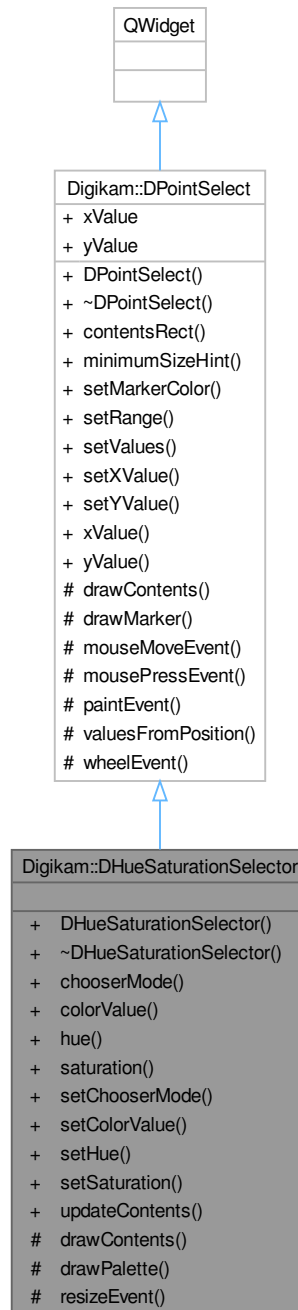 QWidget
Digikam::DPointSelect
+ xValue
+ yValue
+ DPointSelect()
+ ~DPointSelect()
+ contentsRect()
+ minimumSizeHint()
+ setMarkerColor()
+ setRange()
+ setValues()
+ setXValue()
+ setYValue()
+ xValue()
+ yValue()
# drawContents()
# drawMarker()
# mouseMoveEvent()
# mousePressEvent()
# paintEvent()
# valuesFromPosition()
# wheelEvent()
Digikam::DHueSaturationSelector
+ DHueSaturationSelector()
+ ~DHueSaturationSelector()
+ chooserMode()
+ colorValue()
+ hue()
+ saturation()
+ setChooserMode()
+ setColorValue()
+ setHue()
+ setSaturation()
+ updateContents()
# drawContents()
# drawPalette()
# resizeEvent()